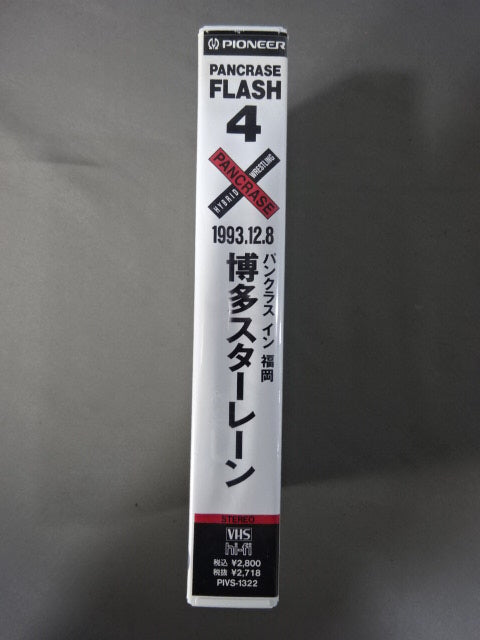 PIONEER
PANCRASE
FLASH
4
PANCRASE
HYBRID WRESTLING
1993.12.8
パンクラス イン 福岡
博多スターレーン
STEREO
VHS
hi-fi
税込 ¥2,800
税抜 ¥2,718
PIVS-1322